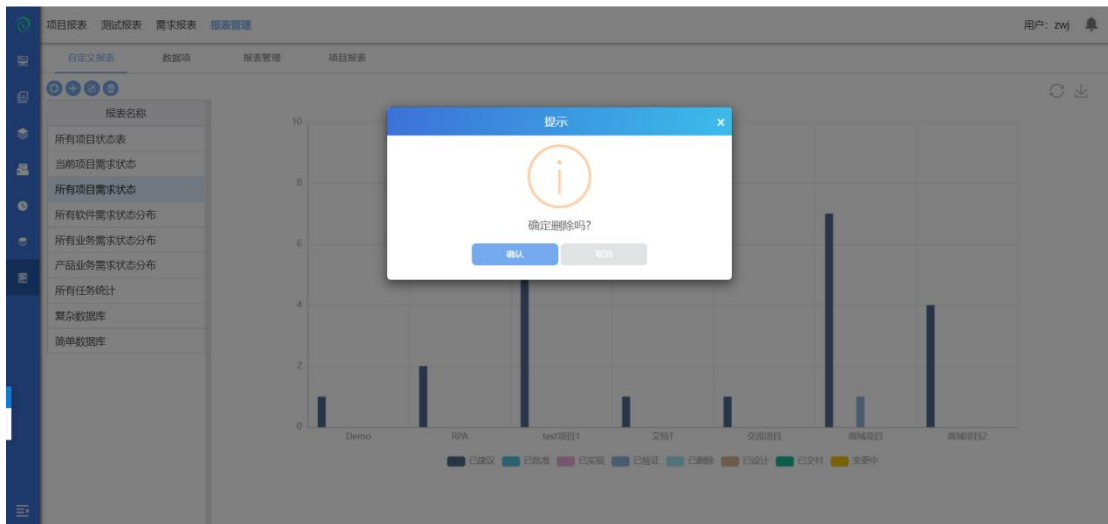 项目报表 测试报表 需求报表 报表管理 用户：zwj
自定义报表 数据项 报表管理 项目报表
报表名称
所有项目状态表
当前项目需求状态
所有项目需求状态
所有软件需求状态分布
所有业务需求状态分布
产品业务需求状态分布
所有任务统计
复杂数据库
简单数据库
提示 ×
确定删除吗?
确认 取消
10
8
6
4
2
0
Demo RPA test项目1 艾特T 交流项目 商城项目 商城项目2
已建议 已批准 已实现 已验证 已删除 已设计 已交付 变更中